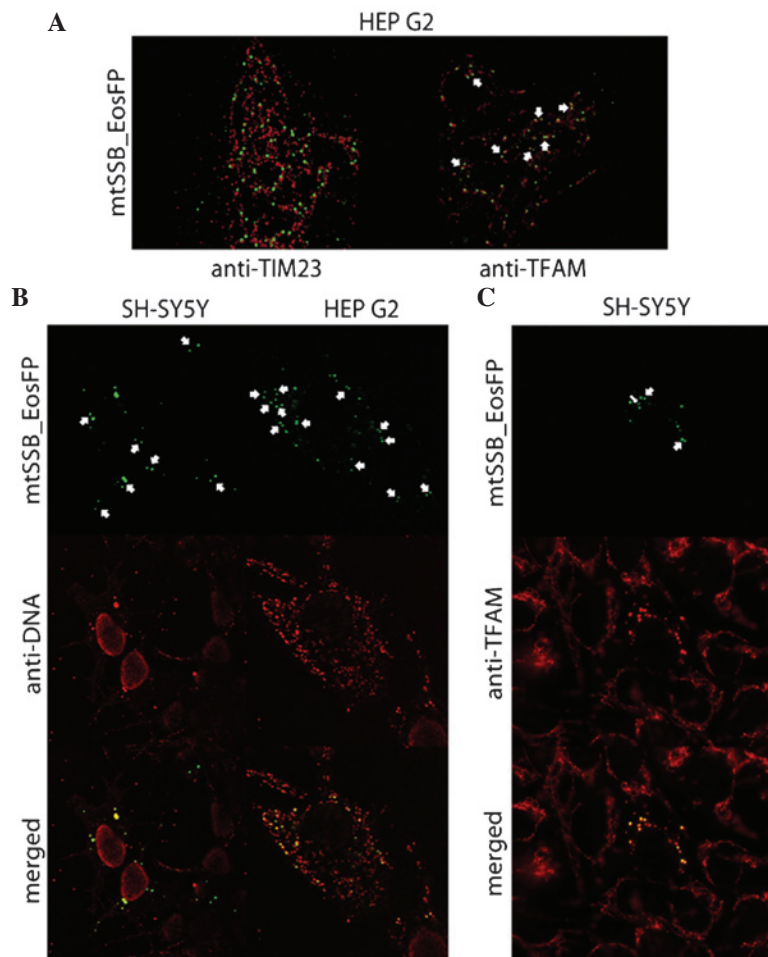 A
HEP G2
mtSSB_EosFP
anti-TIM23
anti-TFAM
B
SH-SY5Y
HEP G2
mtSSB_EosFP
anti-DNA
merged
C
SH-SY5Y
mtSSB_EosFP
anti-TFAM
merged